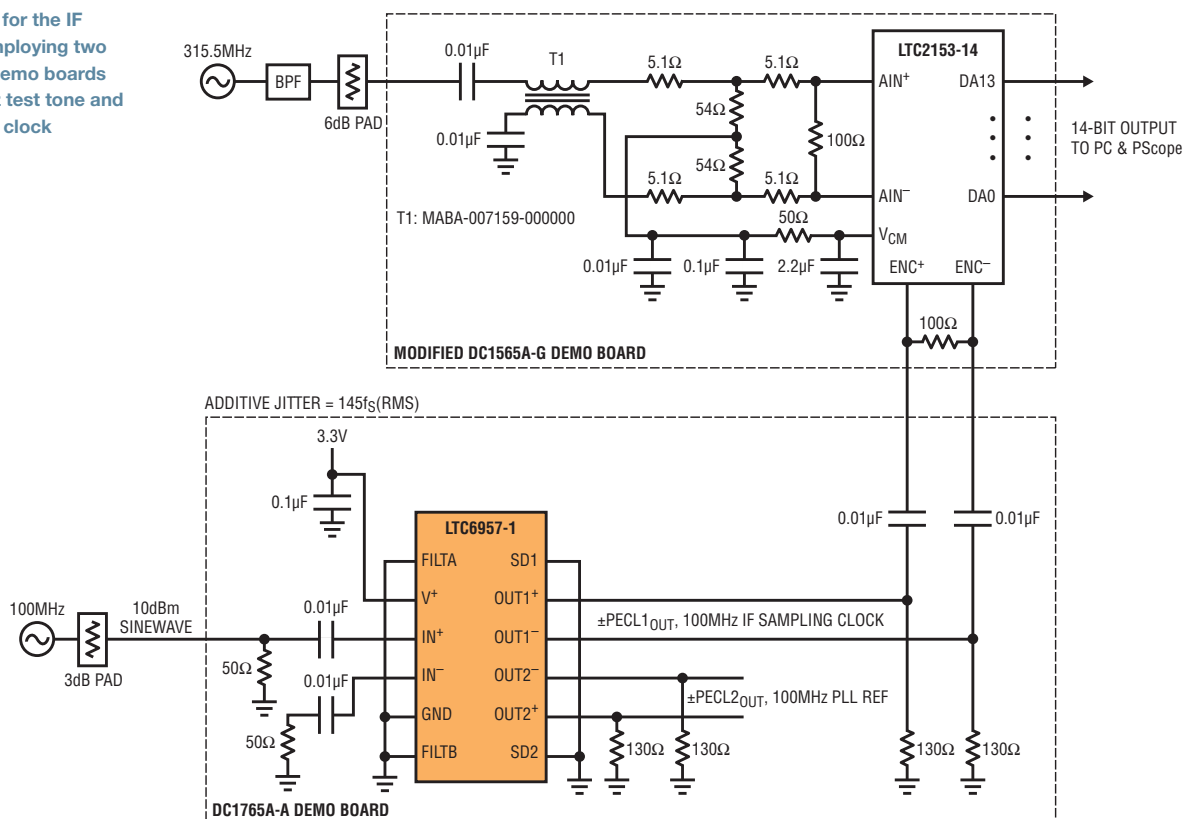 for the IF
mploying two
emo boards
t test tone and
clock
315.5MHz
BPF
6dB PAD
0.01µF
T1
0.01µF
5.1Ω
5.1Ω
54Ω
54Ω
100Ω
5.1Ω
5.1Ω
T1: MABA-007159-000000
50Ω
0.01µF
0.1µF
2.2µF
LTC2153-14
AIN+
DA13
AIN–
DA0
VCM
ENC+
ENC–
14-BIT OUTPUT
TO PC & PScope
100Ω
MODIFIED DC1565A-G DEMO BOARD
ADDITIVE JITTER = 145fS(RMS)
3.3V
0.1µF
LTC6957-1
FILTA
SD1
V+
OUT1+
IN+
OUT1–
IN–
OUT2–
GND
OUT2+
FILTB
SD2
100MHz
3dB PAD
10dBm
SINEWAVE
0.01µF
50Ω
0.01µF
50Ω
0.01µF
0.01µF
±PECL1OUT, 100MHz IF SAMPLING CLOCK
±PECL2OUT, 100MHz PLL REF
130Ω
130Ω
130Ω
130Ω
DC1765A-A DEMO BOARD